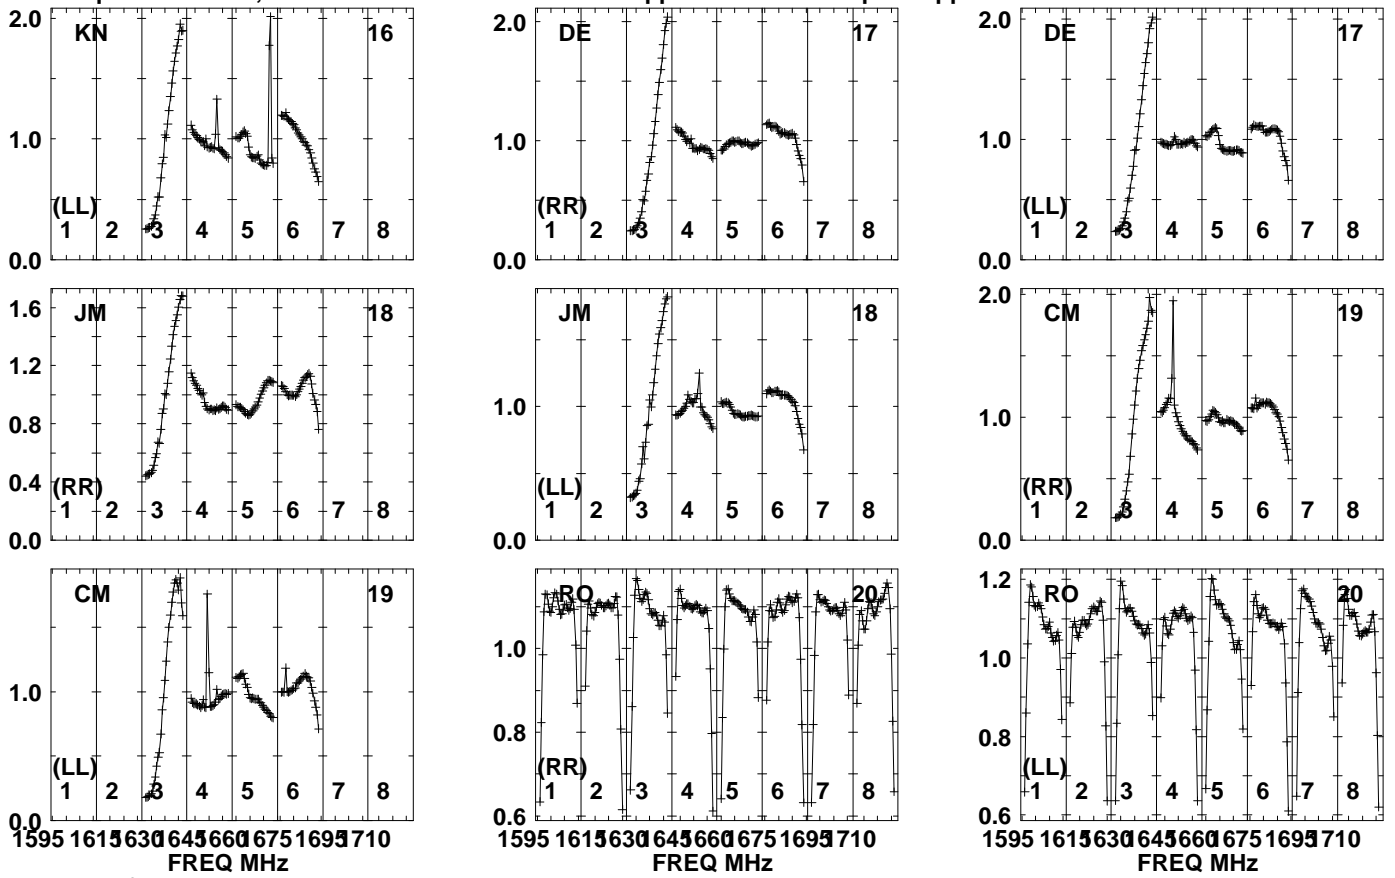 2.0 KN 16
1.0
(LL)
1 2 3 4 5 6 7 8
0.0
2.0 DE 17
1.0
(RR)
1 2 3 4 5 6 7 8
0.0
2.0 DE 17
1.0
(LL)
1 2 3 4 5 6 7 8
0.0
1.6 JM 18
1.2
0.8
0.4 (RR)
1 2 3 4 5 6 7 8
0.0
JM 18
1.0
(LL)
1 2 3 4 5 6 7 8
0.0
2.0 CM 19
1.0
(RR)
1 2 3 4 5 6 7 8
0.0
CM 19
1.0
(LL)
1 2 3 4 5 6 7 8
0.0
1595 1615 1630 1645 1660 1675 1695 1710
FREQ MHz
RO 20
1.0
0.8
(RR)
1 2 3 4 5 6 7 8
0.6
1595 1615 1630 1645 1660 1675 1695 1710
FREQ MHz
1.2 RO 20
1.0
0.8
(LL)
1 2 3 4 5 6 7 8
0.6
1595 1615 1630 1645 1660 1675 1695 1710
FREQ MHz